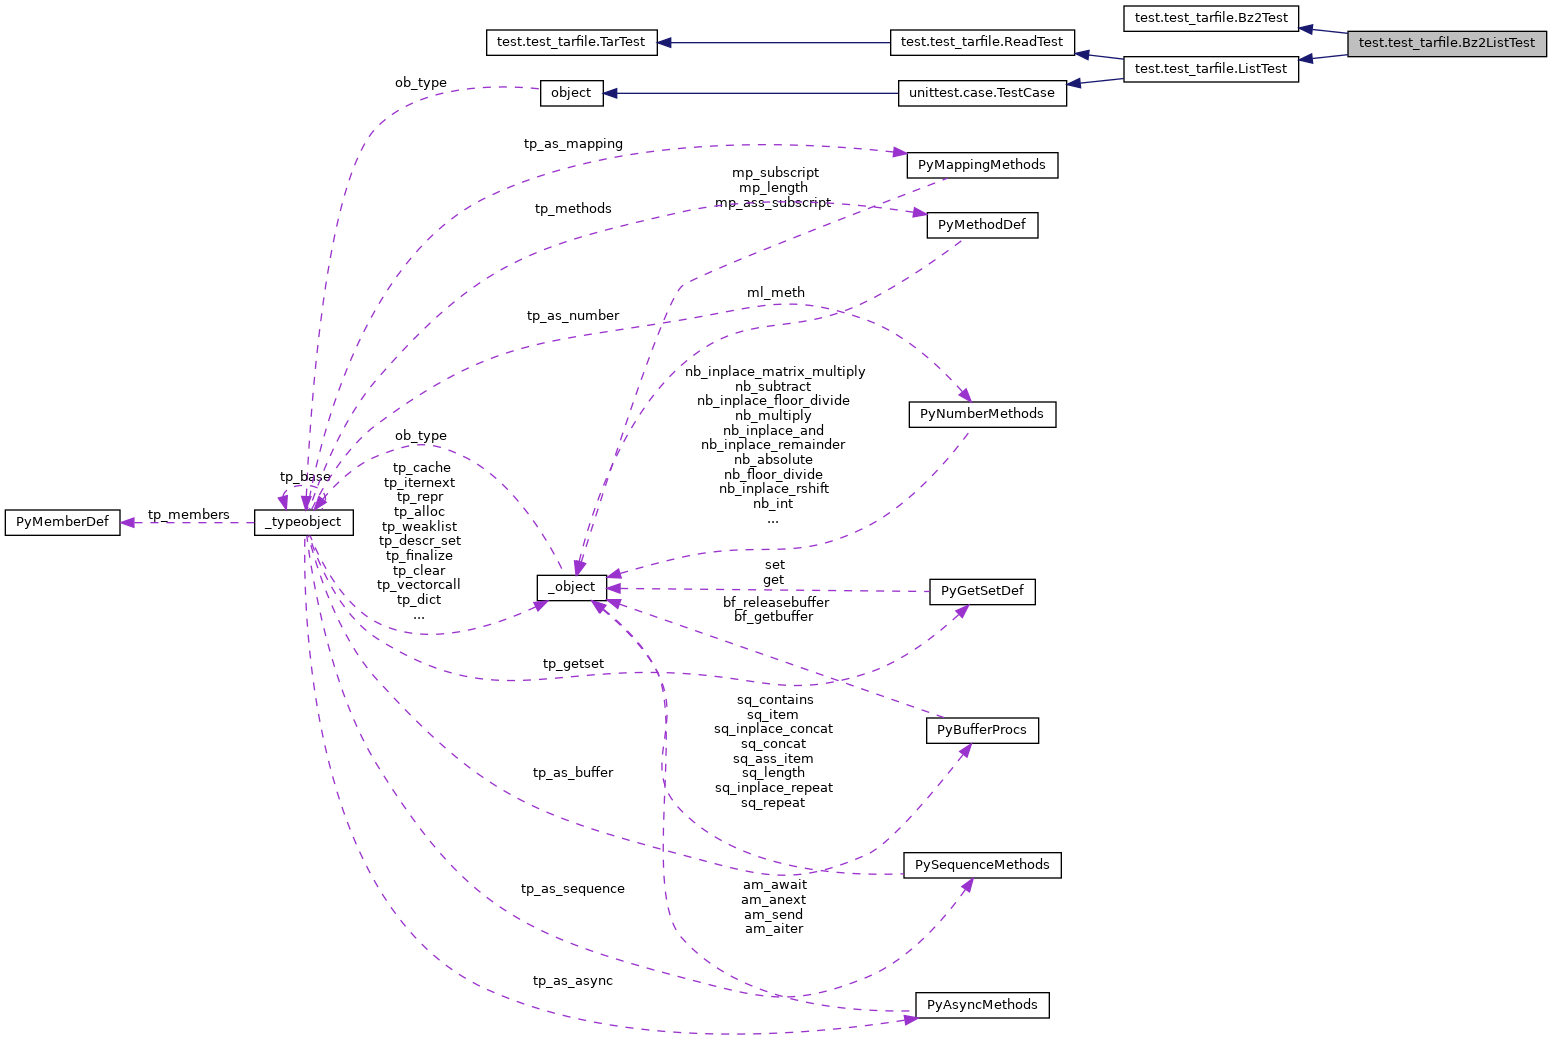 test.test_tarfile.Bz2Test
test.test_tarfile.TarTest
test.test_tarfile.ReadTest
test.test_tarfile.Bz2ListTest
test.test_tarfile.ListTest
ob_type
object
unittest.case.TestCase
tp_as_mapping
PyMappingMethods
mp_subscript
mp_length
mp_ass_subscript
tp_methods
PyMethodDef
ml_meth
tp_as_number
nb_inplace_matrix_multiply
nb_subtract
nb_inplace_floor_divide
nb_multiply
nb_inplace_and
nb_inplace_remainder
nb_absolute
nb_floor_divide
nb_inplace_rshift
nb_int
...
PyNumberMethods
ob_type
tp_cache
tp_iternext
tp_repr
tp_alloc
tp_weaklist
tp_descr_set
tp_finalize
tp_clear
tp_vectorcall
tp_dict
...
tp_base
PyMemberDef
tp_members
_typeobject
_object
set
get
PyGetSetDef
bf_releasebuffer
bf_getbuffer
tp_getset
sq_contains
sq_item
sq_inplace_concat
sq_concat
sq_ass_item
sq_length
sq_inplace_repeat
sq_repeat
PyBufferProcs
tp_as_buffer
PySequenceMethods
tp_as_sequence
am_await
am_anext
am_send
am_aiter
tp_as_async
PyAsyncMethods